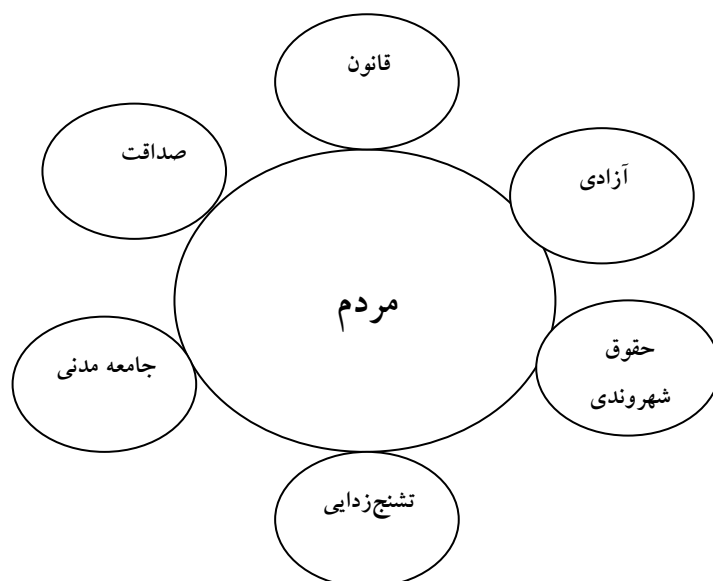 قانون
صداقت
آزادی
مردم
حقوق
شهروندی
جامعه مدنی
تشنج‌زدایی